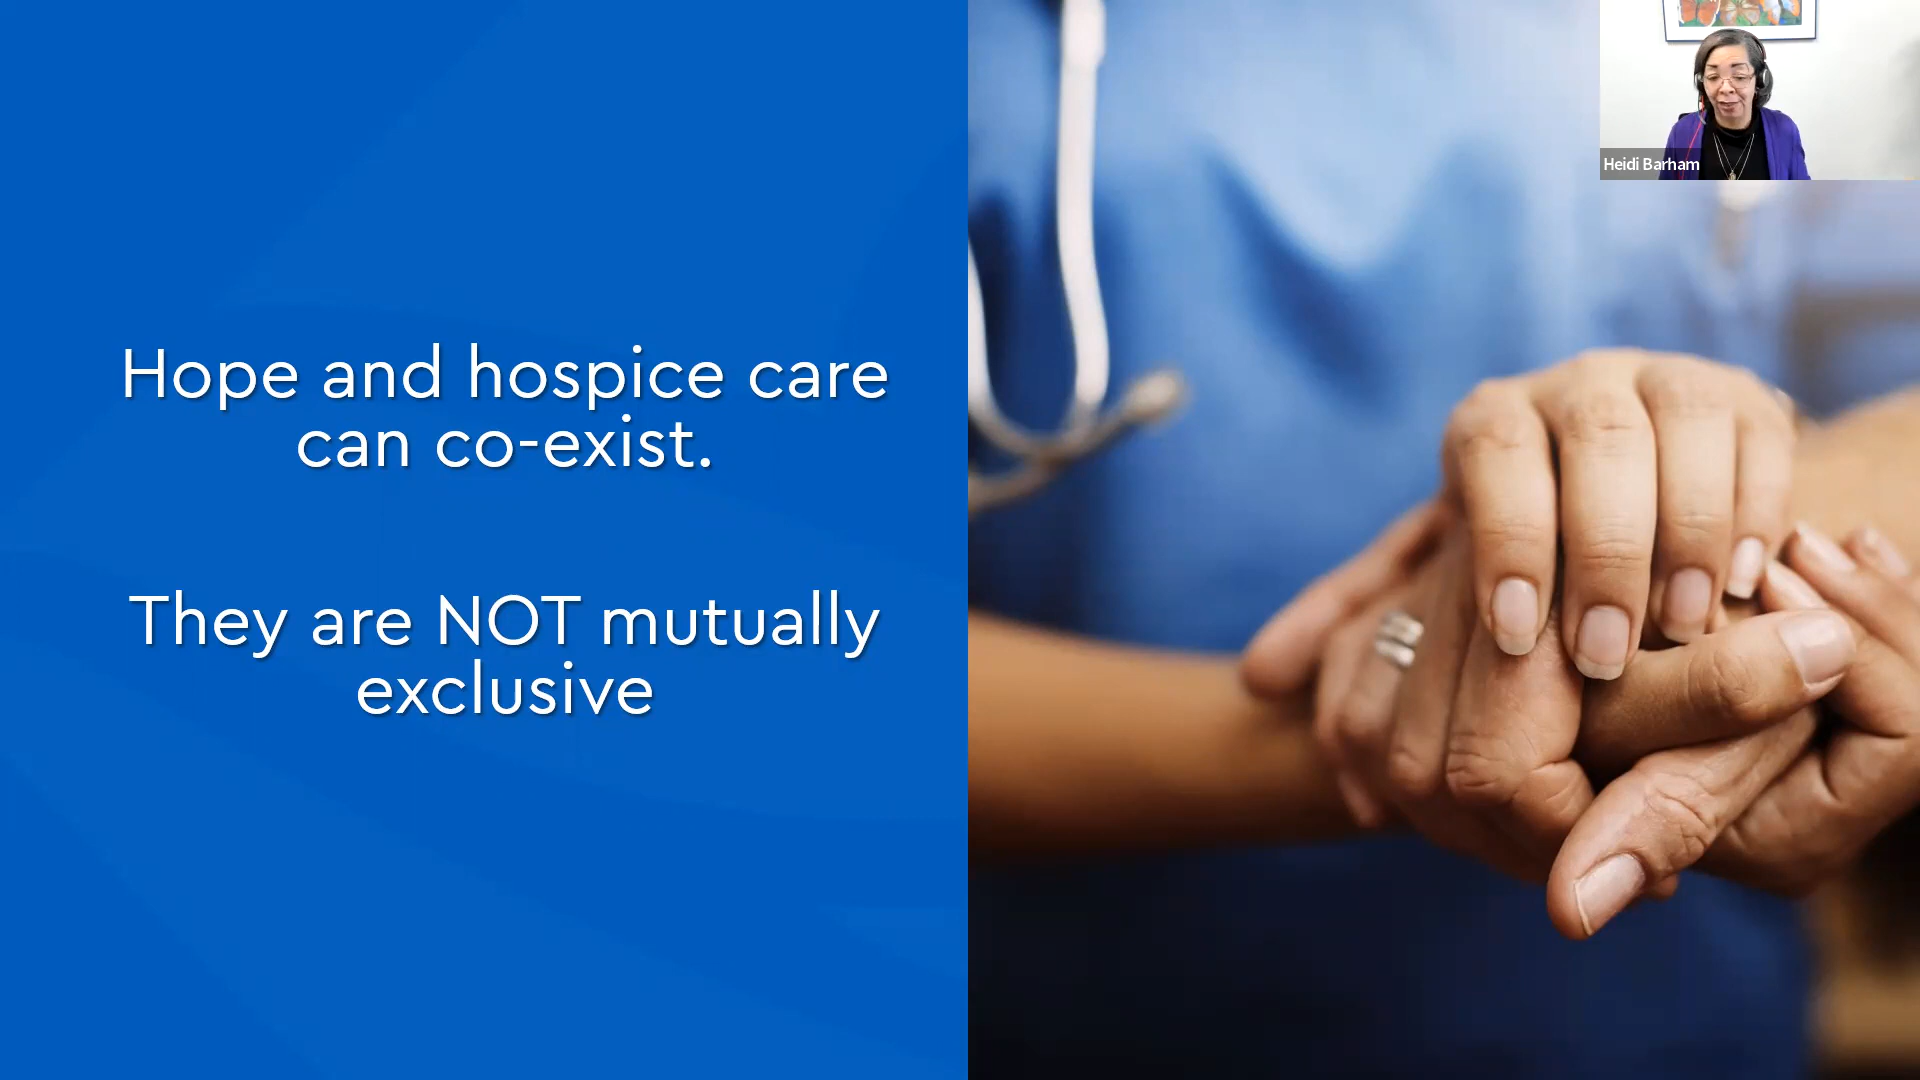 Hope and hospice care
can co-exist.
They are NOT mutually
exclusive
Heidi Barham